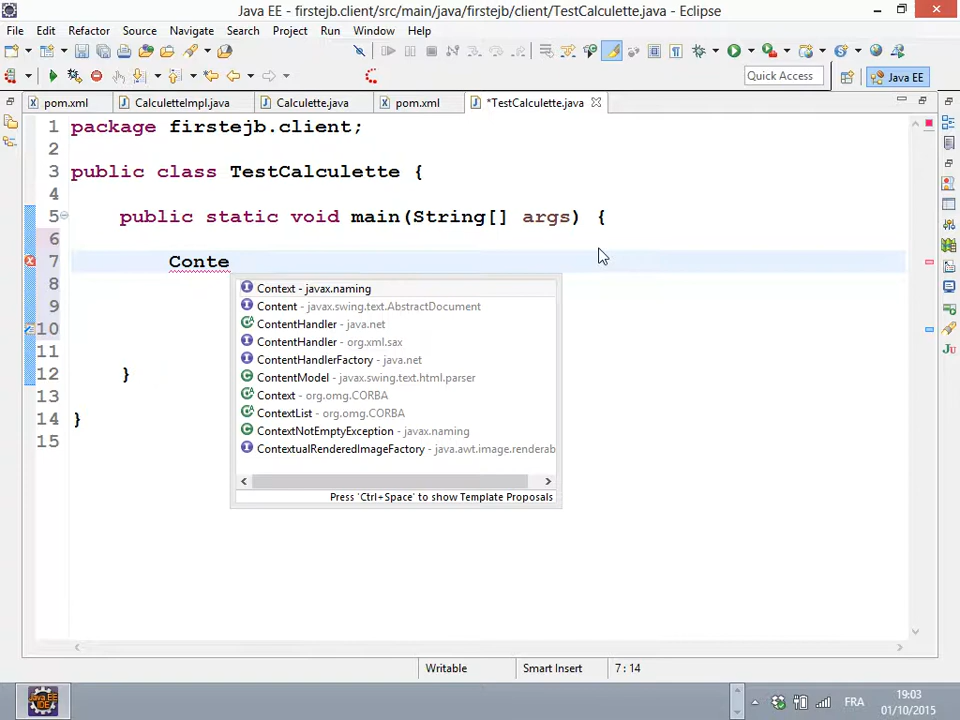 Java EE - firstejb.client/src/main/java/firstejb/client/TestCalculette.java - Eclipse
File Edit Refactor Source Navigate Search Project Run Window Help
Quick Access Java EE
pom.xml CalculetteImpl.java Calculette.java pom.xml *TestCalculette.java
1 package firstejb.client;
2
3 public class TestCalculette {
4
5 public static void main(String[] args) {
6
7 Conte
8
9
10
11
12 }
13
14 }
15
Context - javax.naming
Content - javax.swing.text.AbstractDocument
ContentHandler - java.net
ContentHandler - org.xml.sax
ContentHandlerFactory - java.net
ContentModel - javax.swing.text.html.parser
Context - org.omg.CORBA
ContextList - org.omg.CORBA
ContextNotEmptyException - javax.naming
ContextualRenderedImageFactory - java.awt.image.renderab
Press 'Ctrl+Space' to show Template Proposals
Writable Smart Insert 7 : 14
Java EE IDE
FRA
19:03
01/10/2015